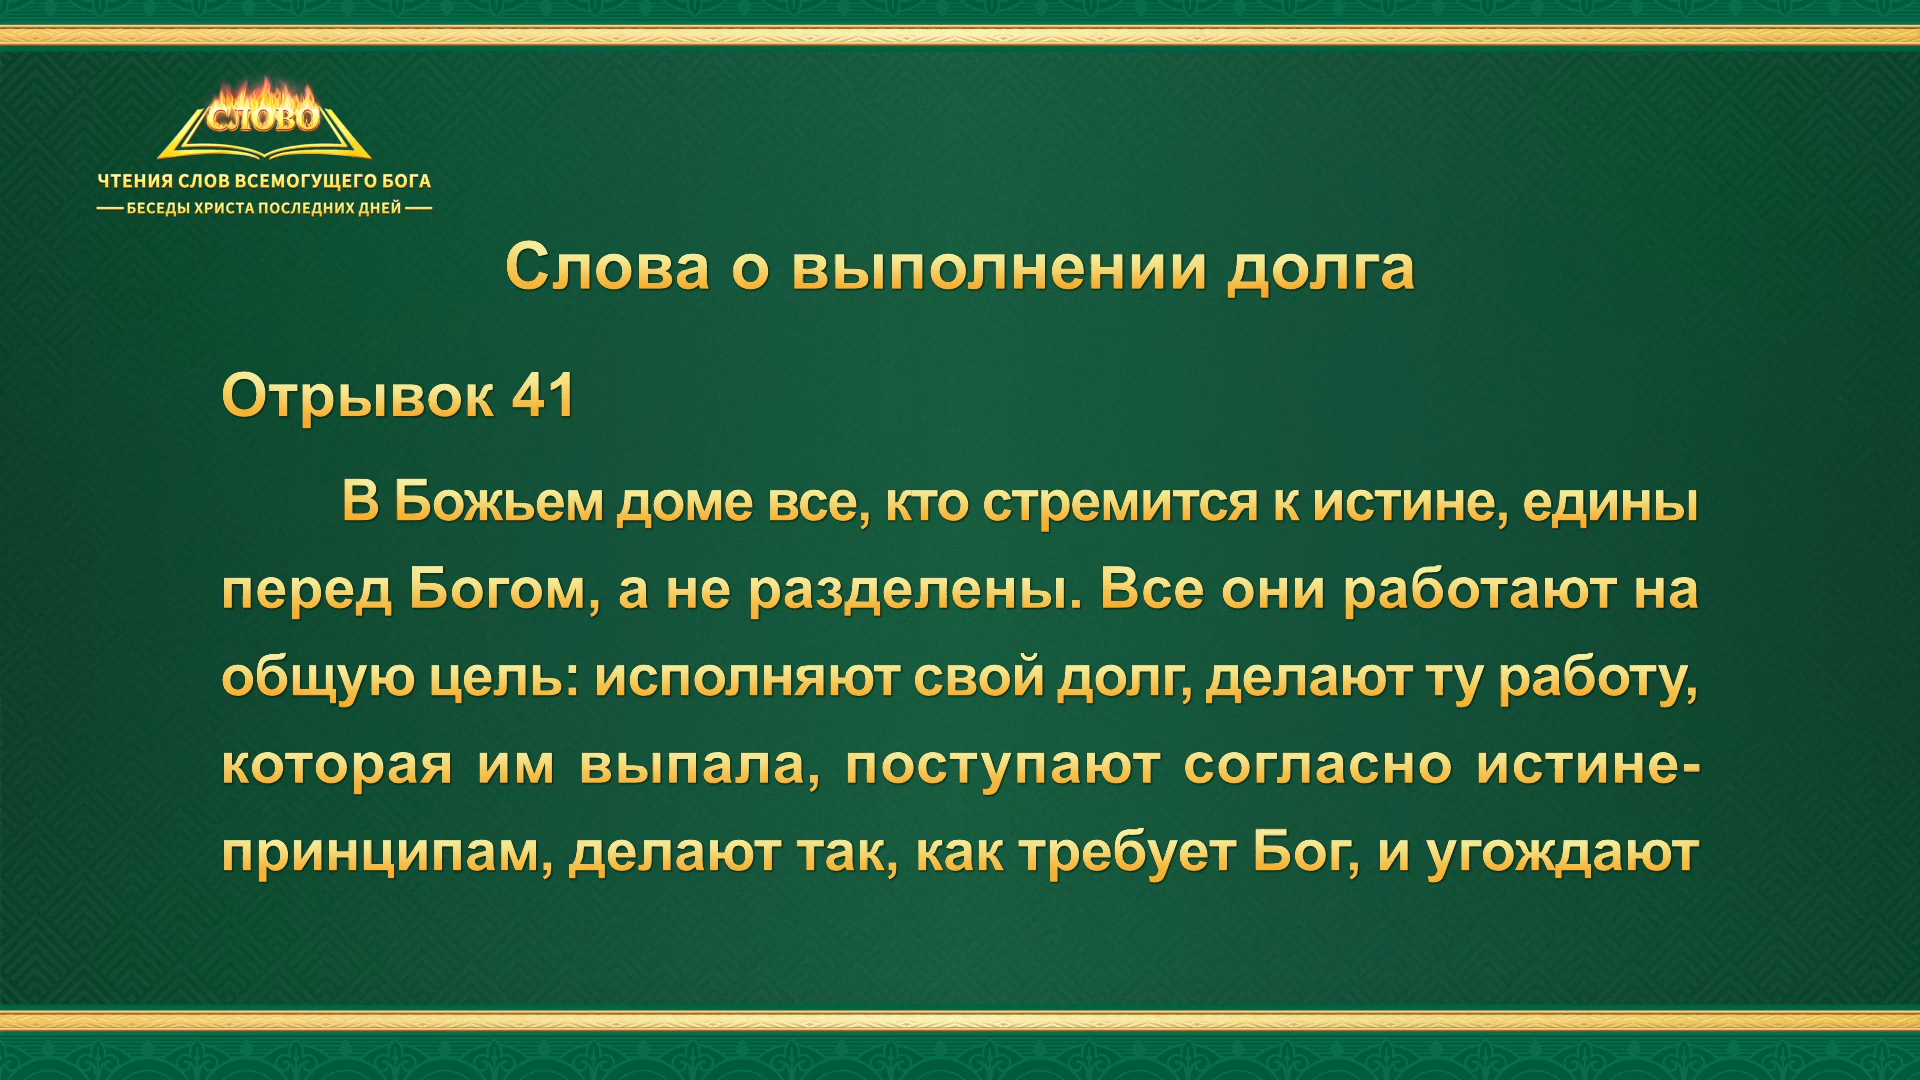 СЛОВО
ЧТЕНИЯ СЛОВ ВСЕМОГУЩЕГО БОГА
БЕСЕДЫ ХРИСТА ПОСЛЕДНИХ ДНЕЙ
Слова о выполнении долга
Отрывок 41
В Божьем доме все, кто стремится к истине, едины
перед Богом, а не разделены. Все они работают на
общую цель: исполняют свой долг, делают ту работу,
которая им выпала, поступают согласно истине-
принципам, делают так, как требует Бог, и угождают